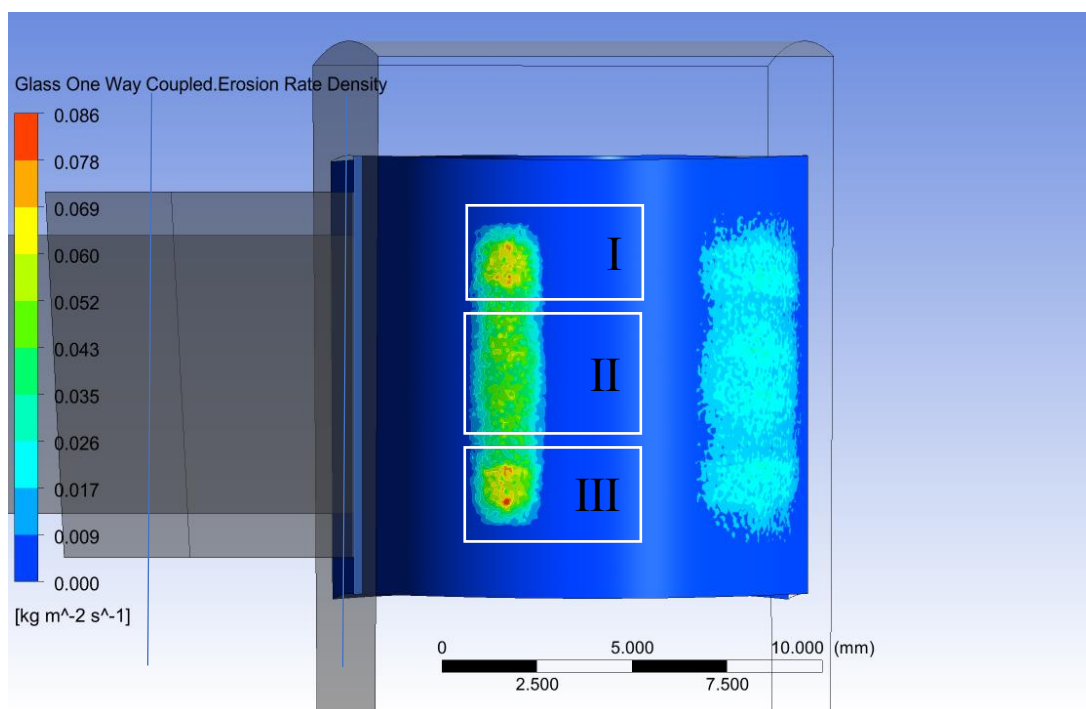 Glass One Way Coupled.Erosion Rate Density
0.086
0.078
0.069
0.060
0.052
0.043
0.035
0.026
0.017
0.009
0.000
[kg m^-2 s^-1]
I
II
III
0 5.000 10.000 (mm)
2.500 7.500